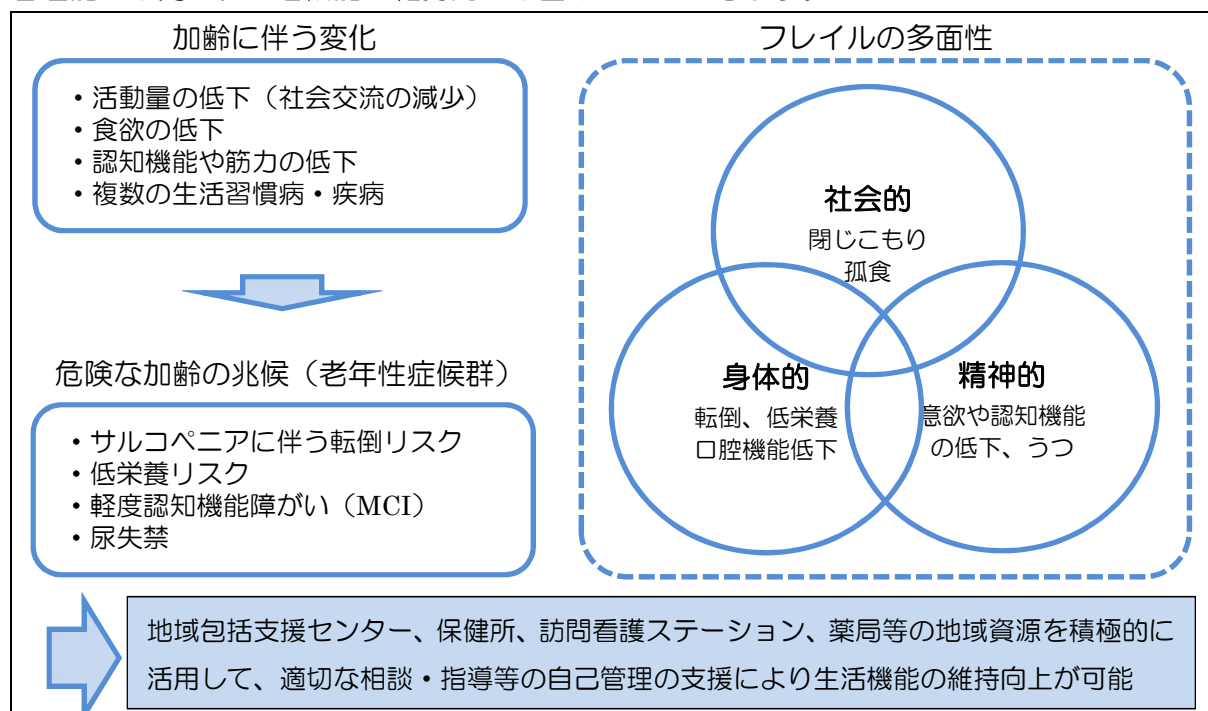 加齢に伴う変化
・活動量の低下（社会交流の減少）
・食欲の低下
・認知機能や筋力の低下
・複数の生活習慣病・疾病
危険な加齢の兆候（老年性症候群）
・サルコペニアに伴う転倒リスク
・低栄養リスク
・軽度認知機能障がい（MCI）
・尿失禁
フレイルの多面性
社会的
閉じこもり
孤食
身体的
転倒、低栄養
口腔機能低下
精神的
意欲や認知機能
の低下、うつ
地域包括支援センター、保健所、訪問看護ステーション、薬局等の地域資源を積極的に
活用して、適切な相談・指導等の自己管理の支援により生活機能の維持向上が可能